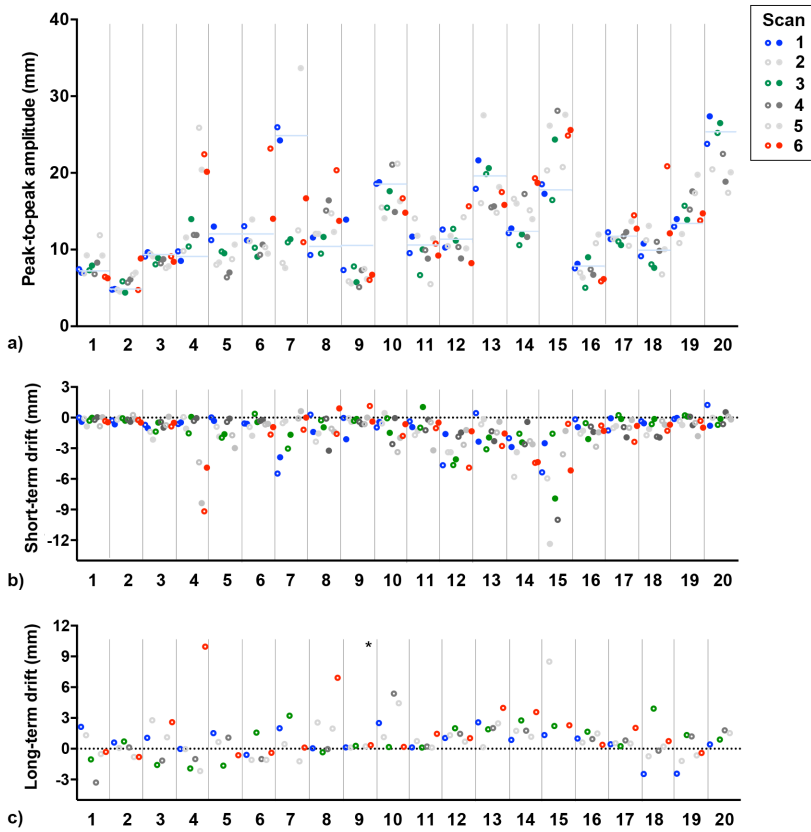 Scan
1
2
3
4
5
6
Peak-to-peak amplitude (mm)
40
30
20
10
0
1 2 3 4 5 6 7 8 9 10 11 12 13 14 15 16 17 18 19 20
a)
Short-term drift (mm)
3
0
-3
-6
-9
-12
1 2 3 4 5 6 7 8 9 10 11 12 13 14 15 16 17 18 19 20
b)
Long-term drift (mm)
12
9
6
3
0
-3
*
1 2 3 4 5 6 7 8 9 10 11 12 13 14 15 16 17 18 19 20
c)